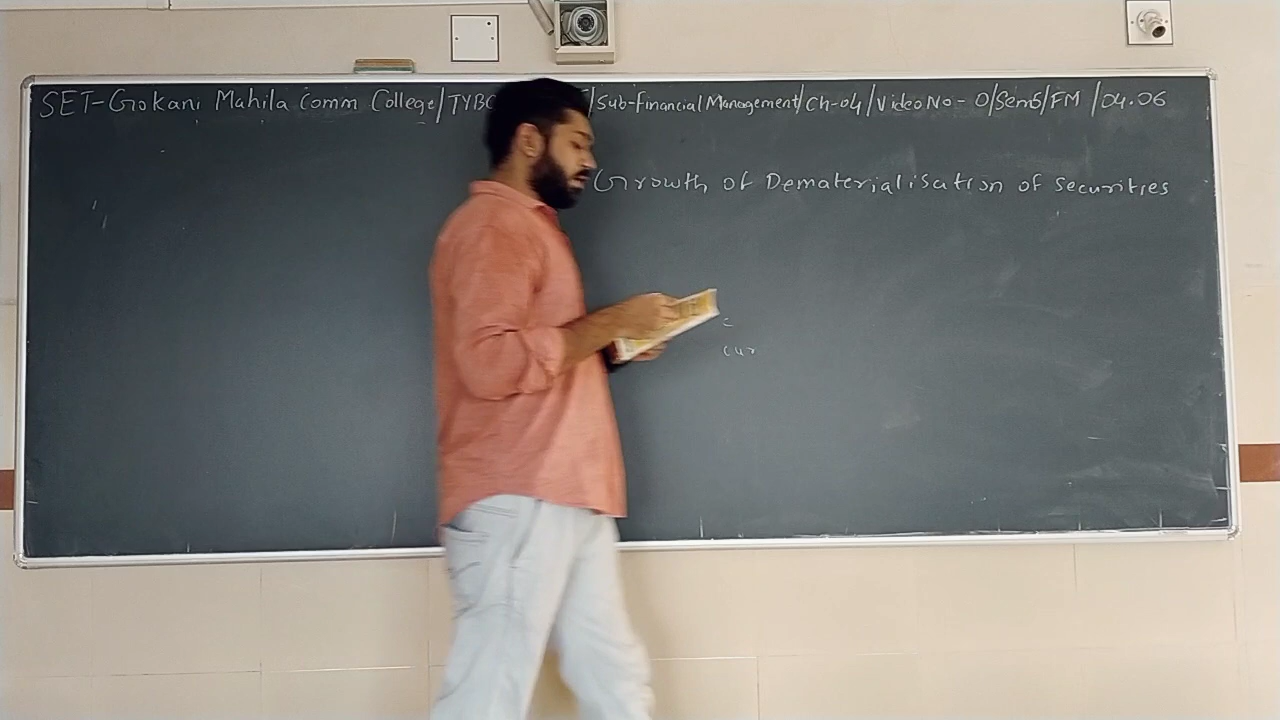 SET-Gokani Mahila Comm College/TYBC /Sub-Financial Management/Ch-04/Video No - 0/Sem5/FM /04.06
Growth of Dematerialisation of securities